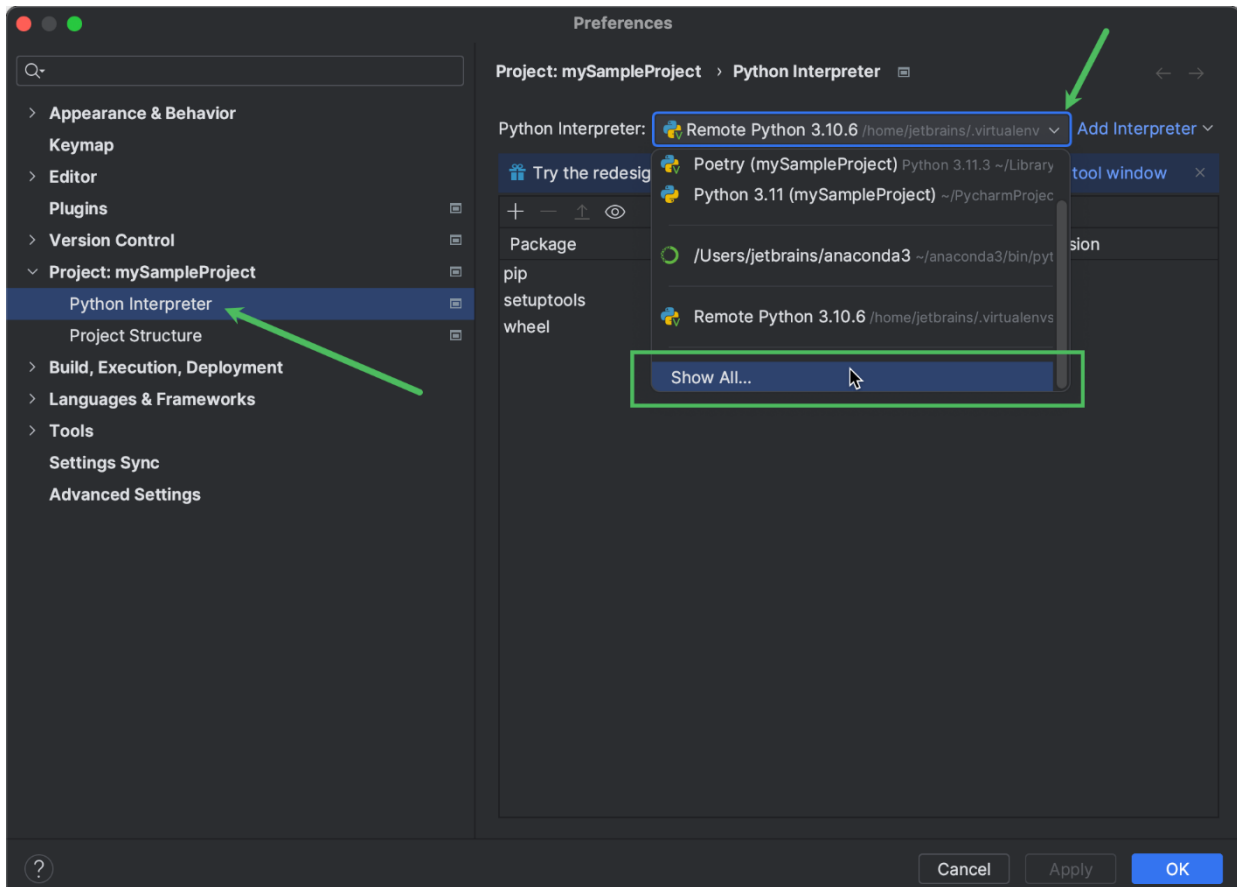 Preferences
Project: mySampleProject › Python Interpreter
Appearance & Behavior
Keymap
Editor
Plugins
Version Control
Project: mySampleProject
Python Interpreter
Project Structure
Build, Execution, Deployment
Languages & Frameworks
Tools
Settings Sync
Advanced Settings
Python Interpreter: Remote Python 3.10.6 /home/jetbrains/.virtualenv Add Interpreter
Poetry (mySampleProject) Python 3.11.3 ~/Library
Python 3.11 (mySampleProject) ~/PycharmProjec
/Users/jetbrains/anaconda3 ~/anaconda3/bin/pyt
Remote Python 3.10.6 /home/jetbrains/.virtualenvs
Show All...
Try the redesig tool window
Package sion
pip
setuptools
wheel
?
Cancel Apply OK